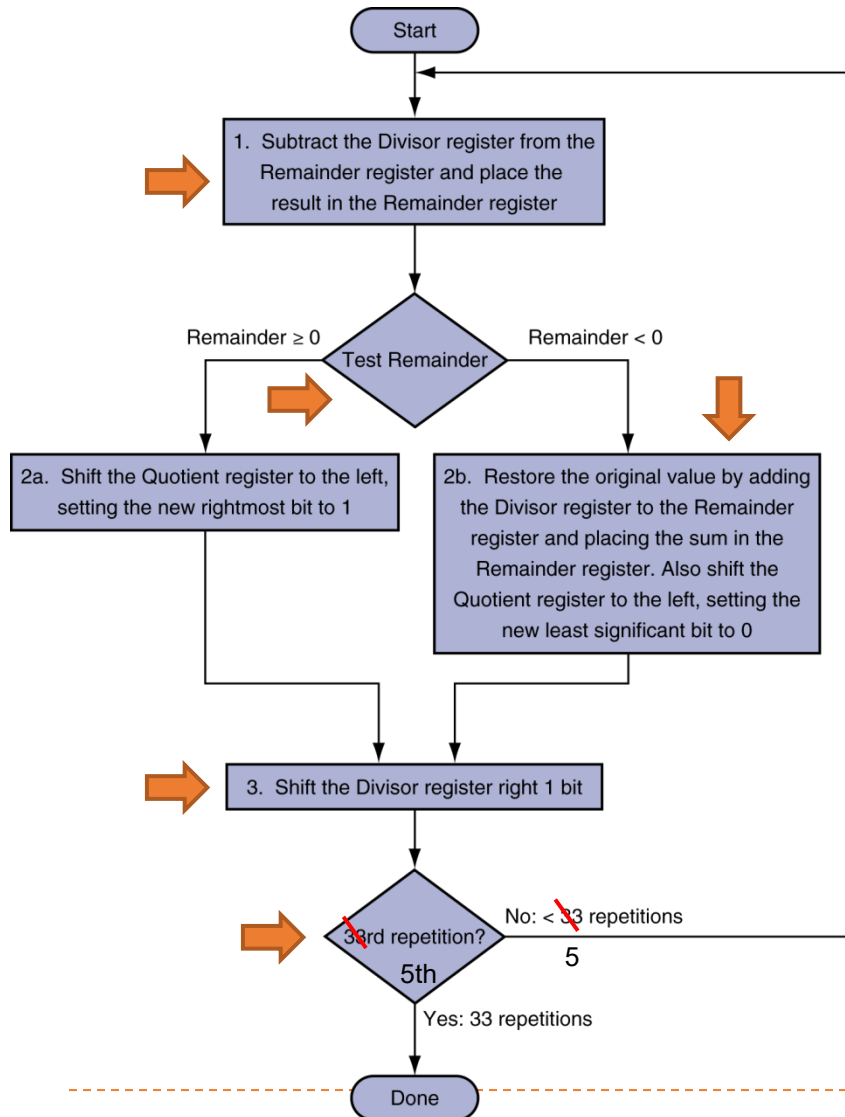 Start
1. Subtract the Divisor register from the
Remainder register and place the
result in the Remainder register
Remainder ≥ 0
Remainder < 0
Test Remainder
2a. Shift the Quotient register to the left,
setting the new rightmost bit to 1
2b. Restore the original value by adding
the Divisor register to the Remainder
register and placing the sum in the
Remainder register. Also shift the
Quotient register to the left, setting the
new least significant bit to 0
3. Shift the Divisor register right 1 bit
33rd repetition?
5th
No: < 33 repetitions
5
Yes: 33 repetitions
Done